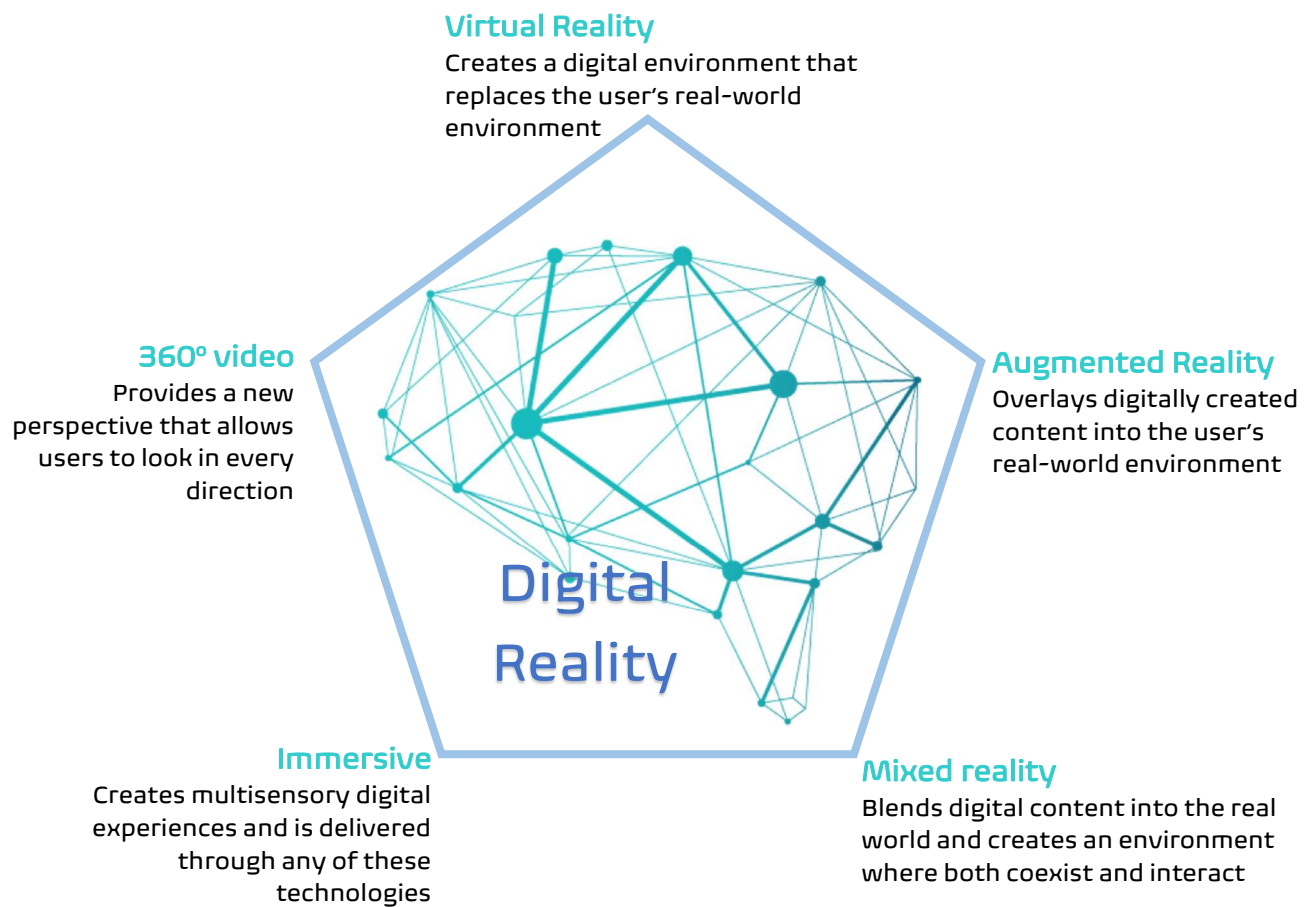 Virtual Reality
Creates a digital environment that
replaces the user's real-world
environment
360º video
Provides a new
perspective that allows
users to look in every
direction
Augmented Reality
Overlays digitally created
content into the user's
real-world environment
Digital
Reality
Immersive
Creates multisensory digital
experiences and is delivered
through any of these
technologies
Mixed reality
Blends digital content into the real
world and creates an environment
where both coexist and interact